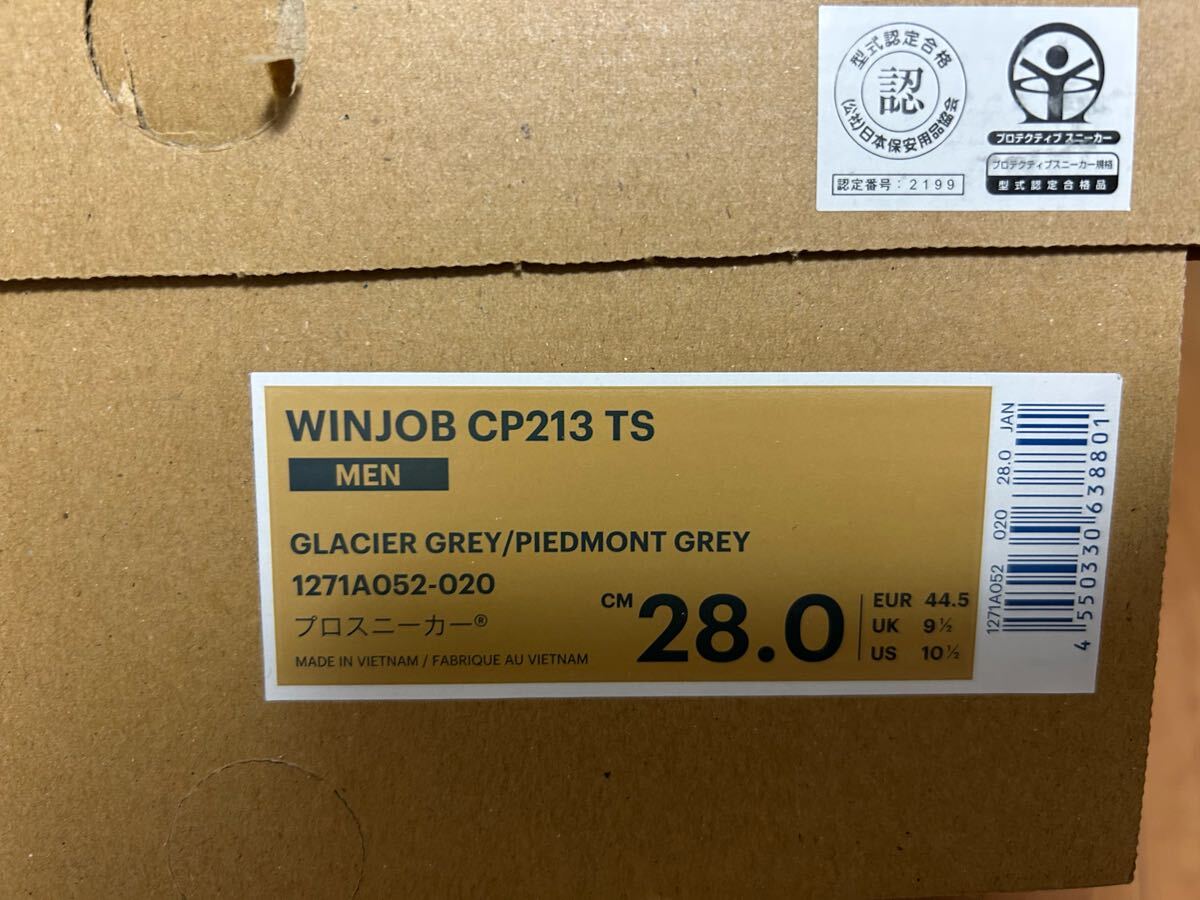 型式認定合格
認
(公社)日本保安用品協会
認定番号：2199
プロテクティブ スニーカー
プロテクティブスニーカー規格
型式認定合格品
WINJOB CP213 TS
MEN
GLACIER GREY/PIEDMONT GREY
1271A052-020
プロスニーカー®
MADE IN VIETNAM / FABRIQUE AU VIETNAM
CM 28.0
EUR 44.5
UK 9½
US 10½
1271A052 020 28.0 JAN
4550330638801